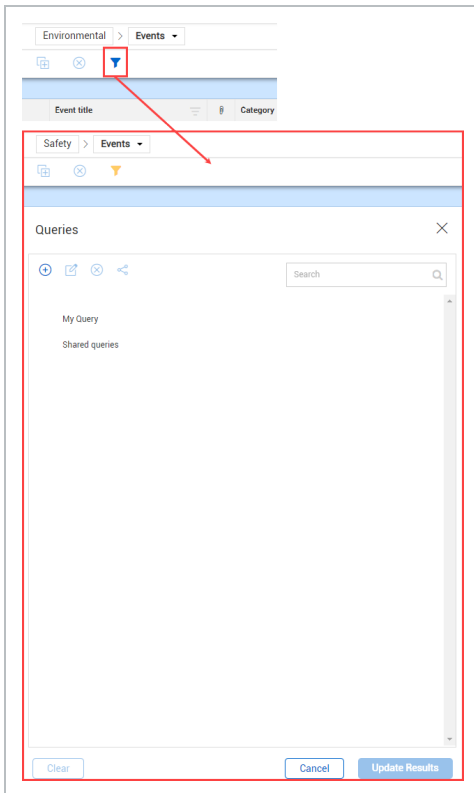 Environmental > Events
Event title Category
Safety > Events
Queries
Search
My Query
Shared queries
Clear Cancel Update Results